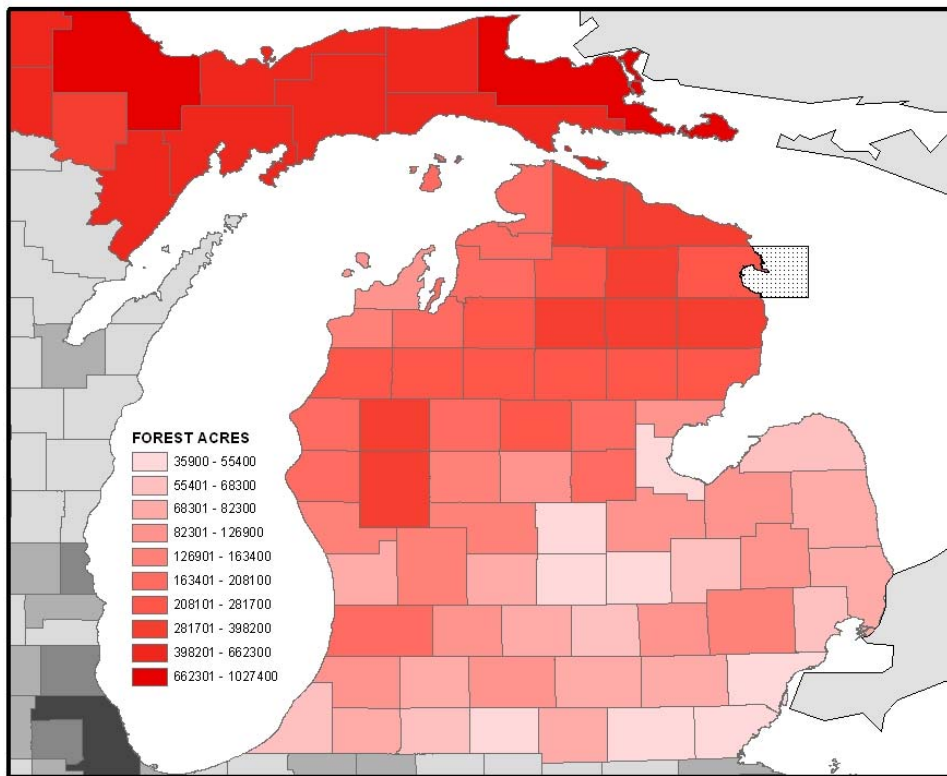 FOREST ACRES
35900 - 55400
55401 - 68300
68301 - 82300
82301 - 126900
126901 - 163400
163401 - 208100
208101 - 281700
281701 - 398200
398201 - 662300
662301 - 1027400